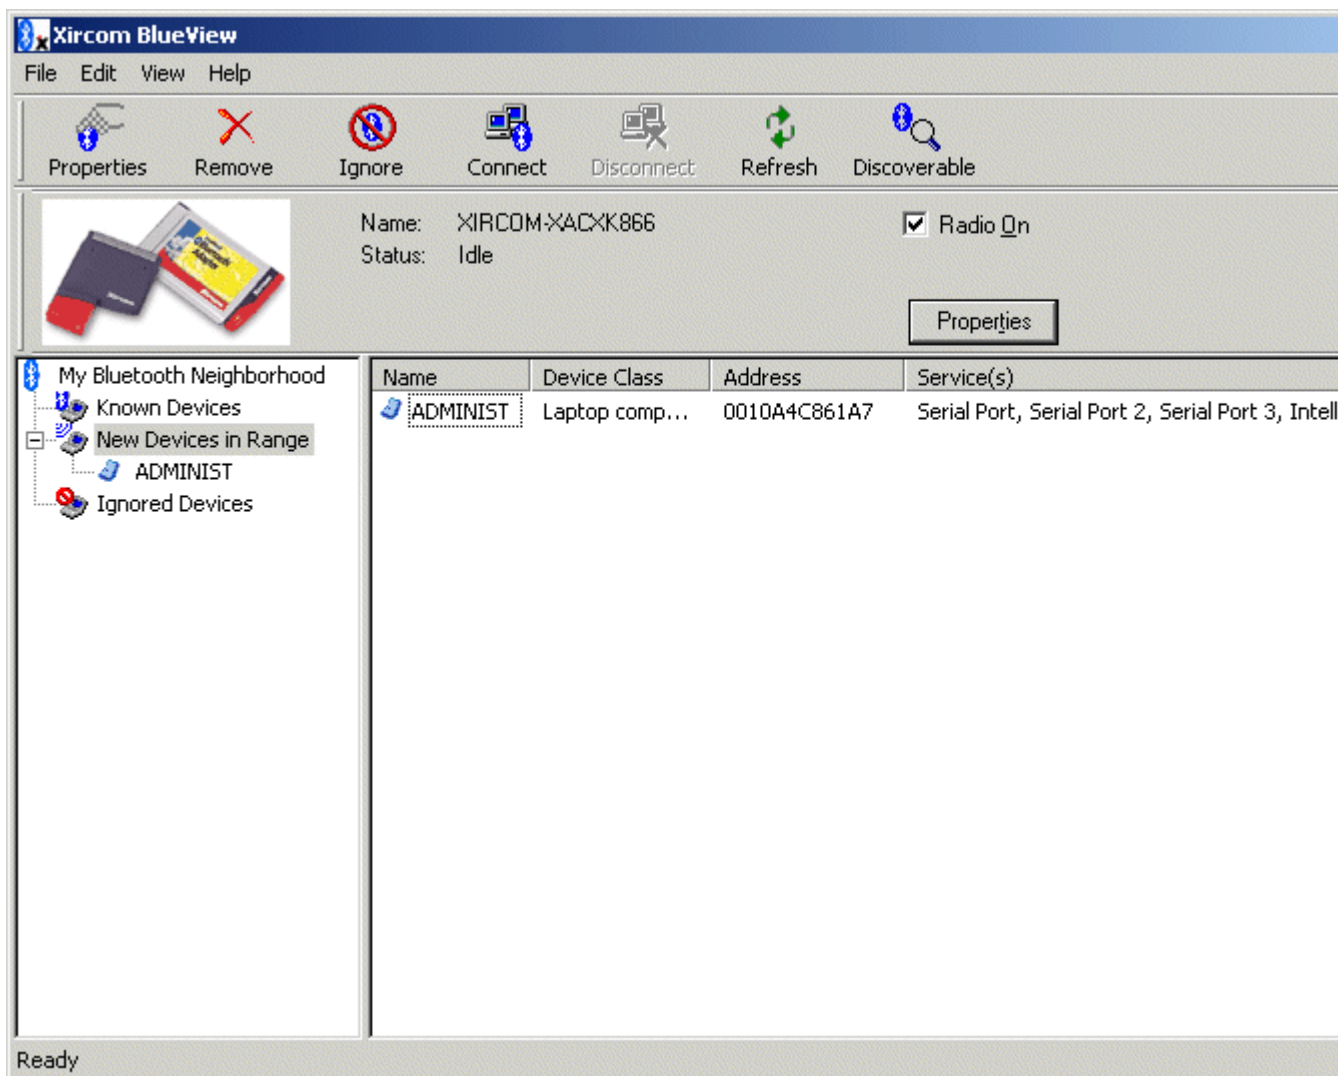 Xircom BlueView
File Edit View Help
Properties Remove Ignore Connect Disconnect Refresh Discoverable
Name: XIRCOM-XACXK866
Status: Idle
Radio On
Properties
My Bluetooth Neighborhood
Known Devices
New Devices in Range
ADMINIST
Ignored Devices
Name Device Class Address Service(s)
ADMINIST Laptop comp... 0010A4C861A7 Serial Port, Serial Port 2, Serial Port 3, Intell
Ready